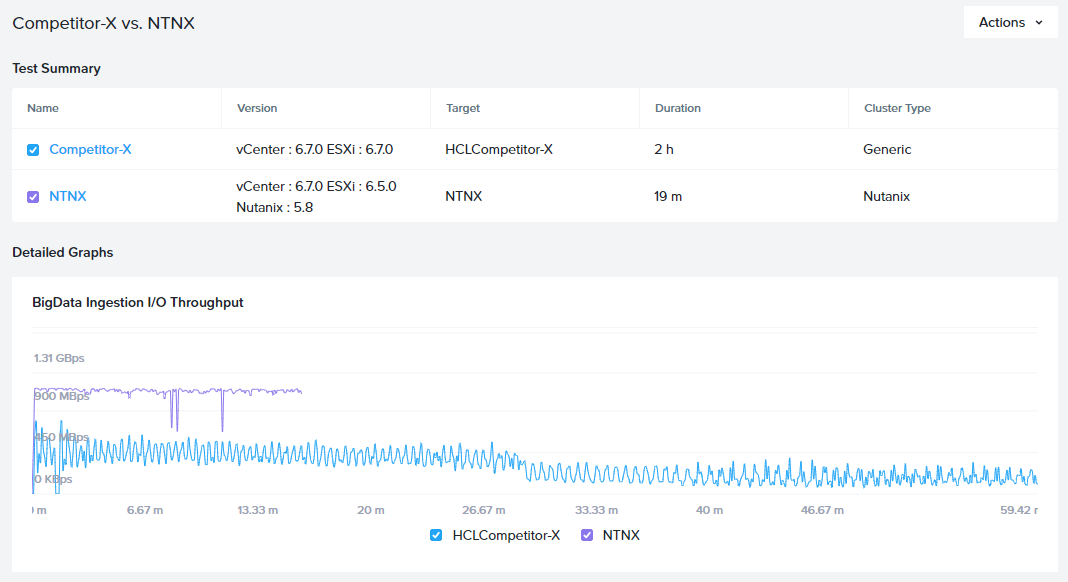 Competitor-X vs. NTNX
Actions
Test Summary
Name Version Target Duration Cluster Type
Competitor-X vCenter : 6.7.0 ESXi : 6.7.0 HCLCompetitor-X 2 h Generic
NTNX vCenter : 6.7.0 ESXi : 6.5.0 Nutanix : 5.8 NTNX 19 m Nutanix
Detailed Graphs
BigData Ingestion I/O Throughput
1.31 GBps
900 MBps
450 MBps
0 KBps
m 6.67 m 13.33 m 20 m 26.67 m 33.33 m 40 m 46.67 m 59.42
HCLCompetitor-X NTNX